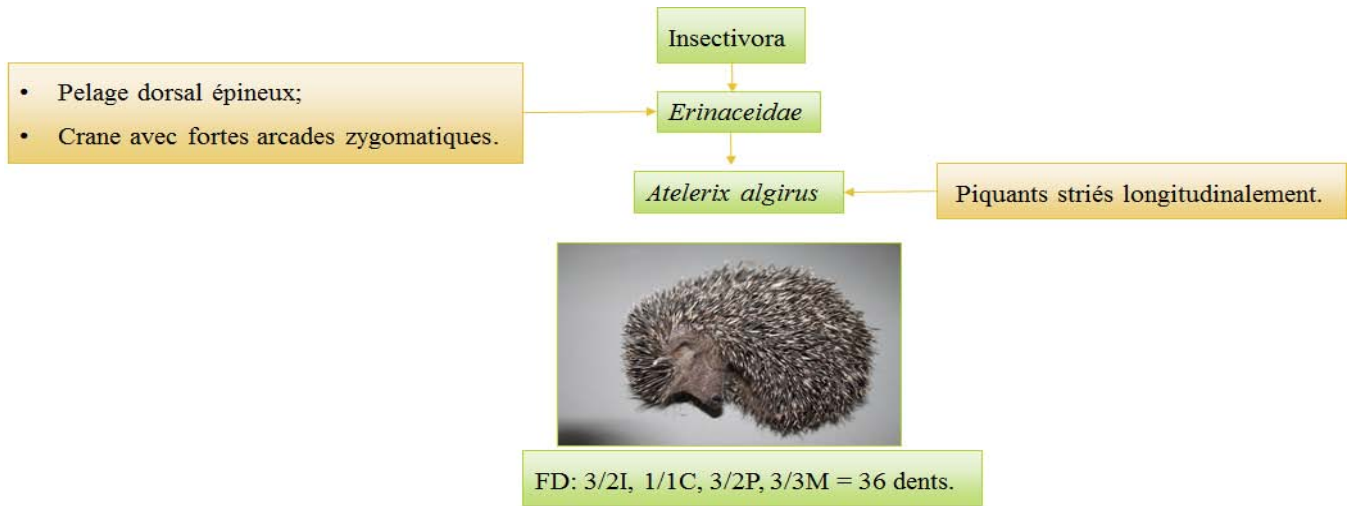 Insectivora
• Pelage dorsal épineux;
• Crane avec fortes arcades zygomatiques.
Erinaceidae
Atelerix algirus
Piquants striés longitudinalement.
FD: 3/2I, 1/1C, 3/2P, 3/3M = 36 dents.